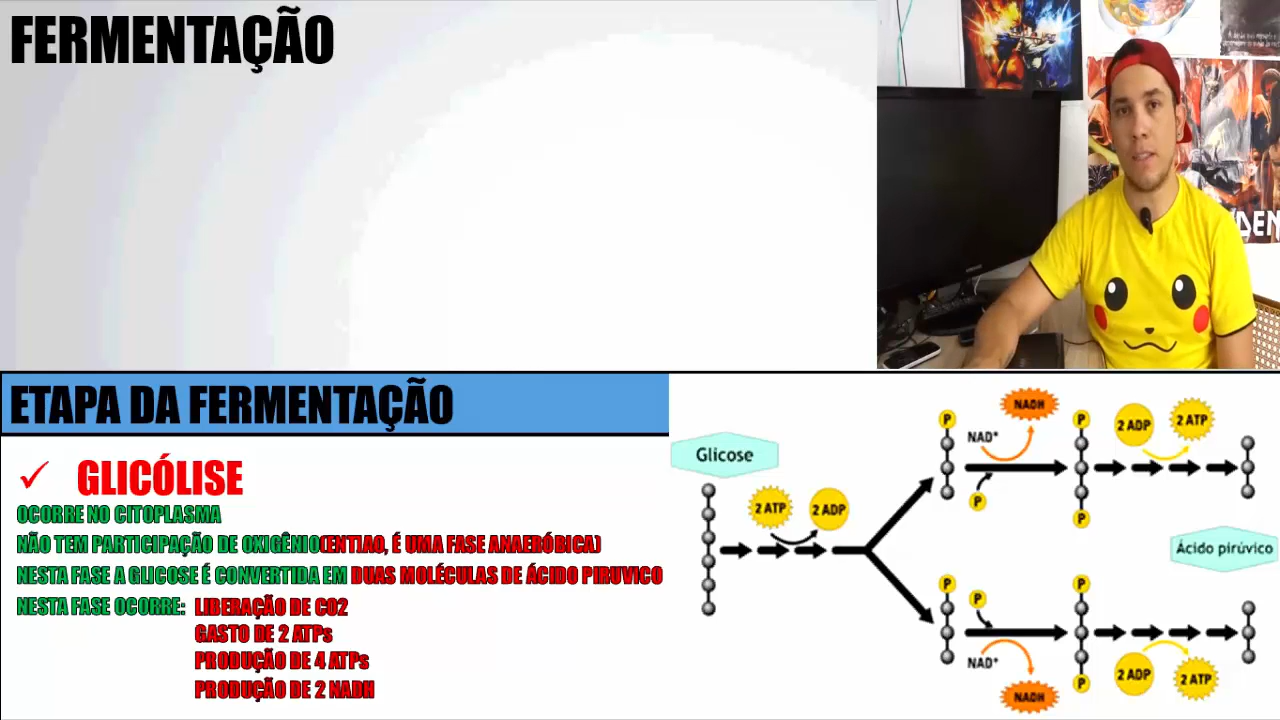 FERMENTAÇÃO
DEN
ETAPA DA FERMENTAÇÃO
✓ GLICÓLISE
OCORRE NO CITOPLASMA
NÃO TEM PARTICIPAÇÃO DE OXIGÊNIO(ENTIAO, É UMA FASE ANAERÓBICA)
NESTA FASE A GLICOSE É CONVERTIDA EM DUAS MOLÉCULAS DE ÁCIDO PIRUVICO
NESTA FASE OCORRE: LIBERAÇÃO DE CO2
GASTO DE 2 ATPs
PRODUÇÃO DE 4 ATPs
PRODUÇÃO DE 2 NADH
Glicose
2 ATP
2 ADP
P
NAD+
NADH
P
P
P
2 ADP
2 ATP
Ácido pirúvico
P
P
NAD+
NADH
P
P
2 ADP
2 ATP